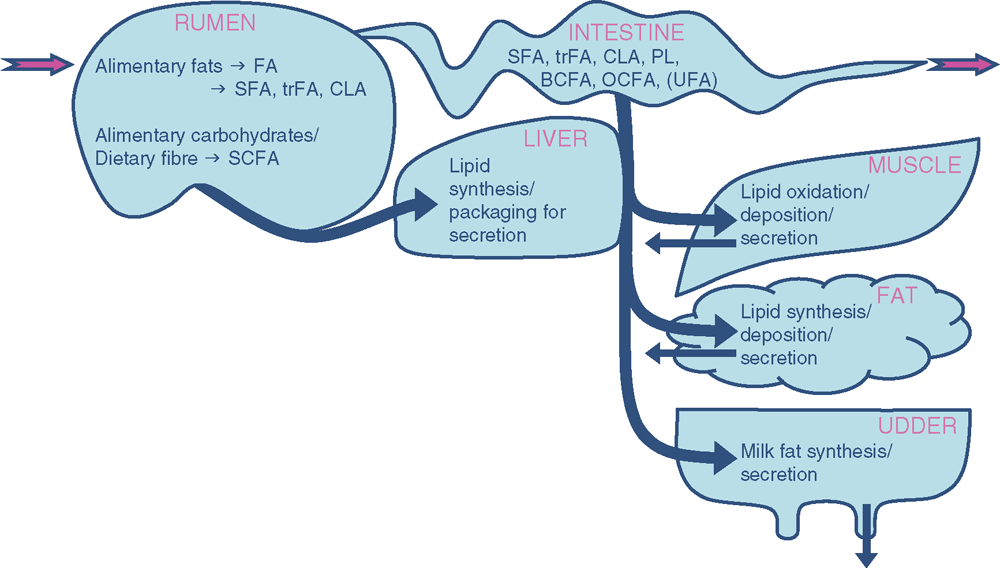 RUMEN
Alimentary fats → FA
→ SFA, trFA, CLA
Alimentary carbohydrates/
Dietary fibre → SCFA
INTESTINE
SFA, trFA, CLA, PL,
BCFA, OCFA, (UFA)
LIVER
Lipid
synthesis/
packaging for
secretion
MUSCLE
Lipid oxidation/
deposition/
secretion
FAT
Lipid synthesis/
deposition/
secretion
UDDER
Milk fat synthesis/
secretion